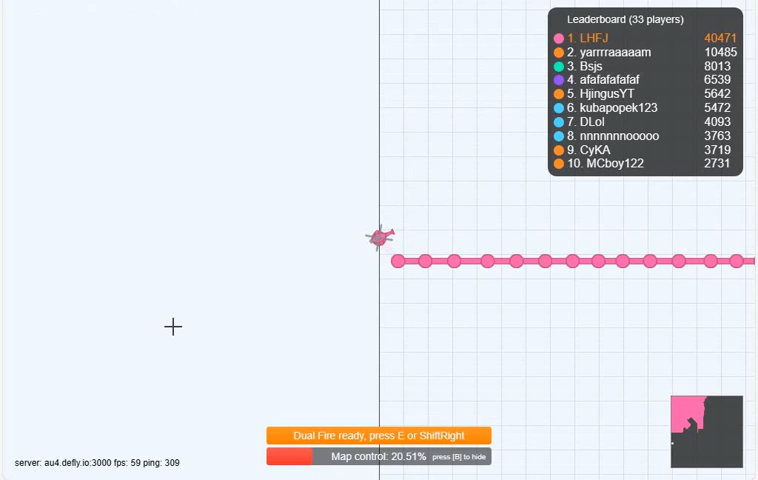 Leaderboard (33 players)
1. LHFJ 40471
2. yarrrraaaaam 10485
3. Bsjs 8013
4. afafafafafaf 6539
5. HjingusYT 5642
6. kubapopek123 5472
7. DLol 4093
8. nnnnnnnooooo 3763
9. CyKA 3719
10. MCboy122 2731
Dual Fire ready, press E or ShiftRight
Map control: 20.51% press [B] to hide
server: au4.defly.io:3000 fps: 59 ping: 309